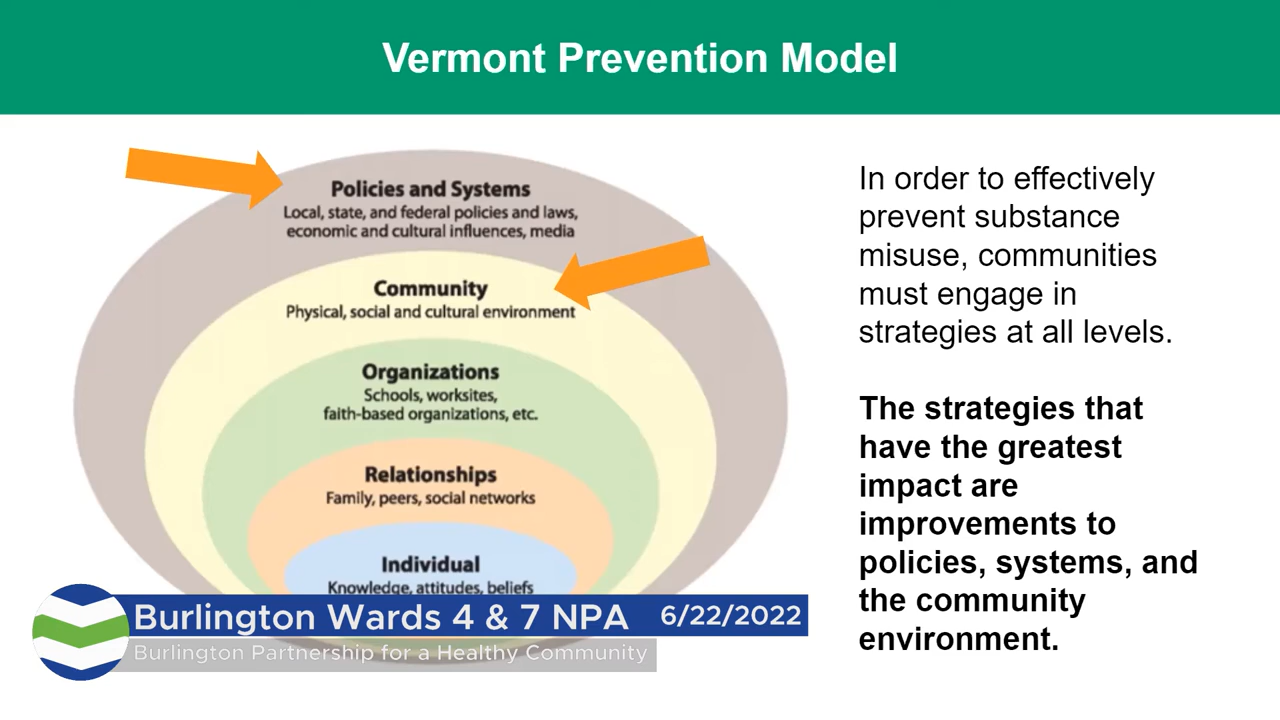 Vermont Prevention Model
Policies and Systems
Local, state, and federal policies and laws,
economic and cultural influences, media
Community
Physical, social and cultural environment
Organizations
Schools, worksites,
faith-based organizations, etc.
Relationships
Family, peers, social networks
Individual
Knowledge, attitudes, beliefs
In order to effectively
prevent substance
misuse, communities
must engage in
strategies at all levels.
The strategies that
have the greatest
impact are
improvements to
policies, systems, and
the community
environment.
Burlington Wards 4 & 7 NPA 6/22/2022
Burlington Partnership for a Healthy Community